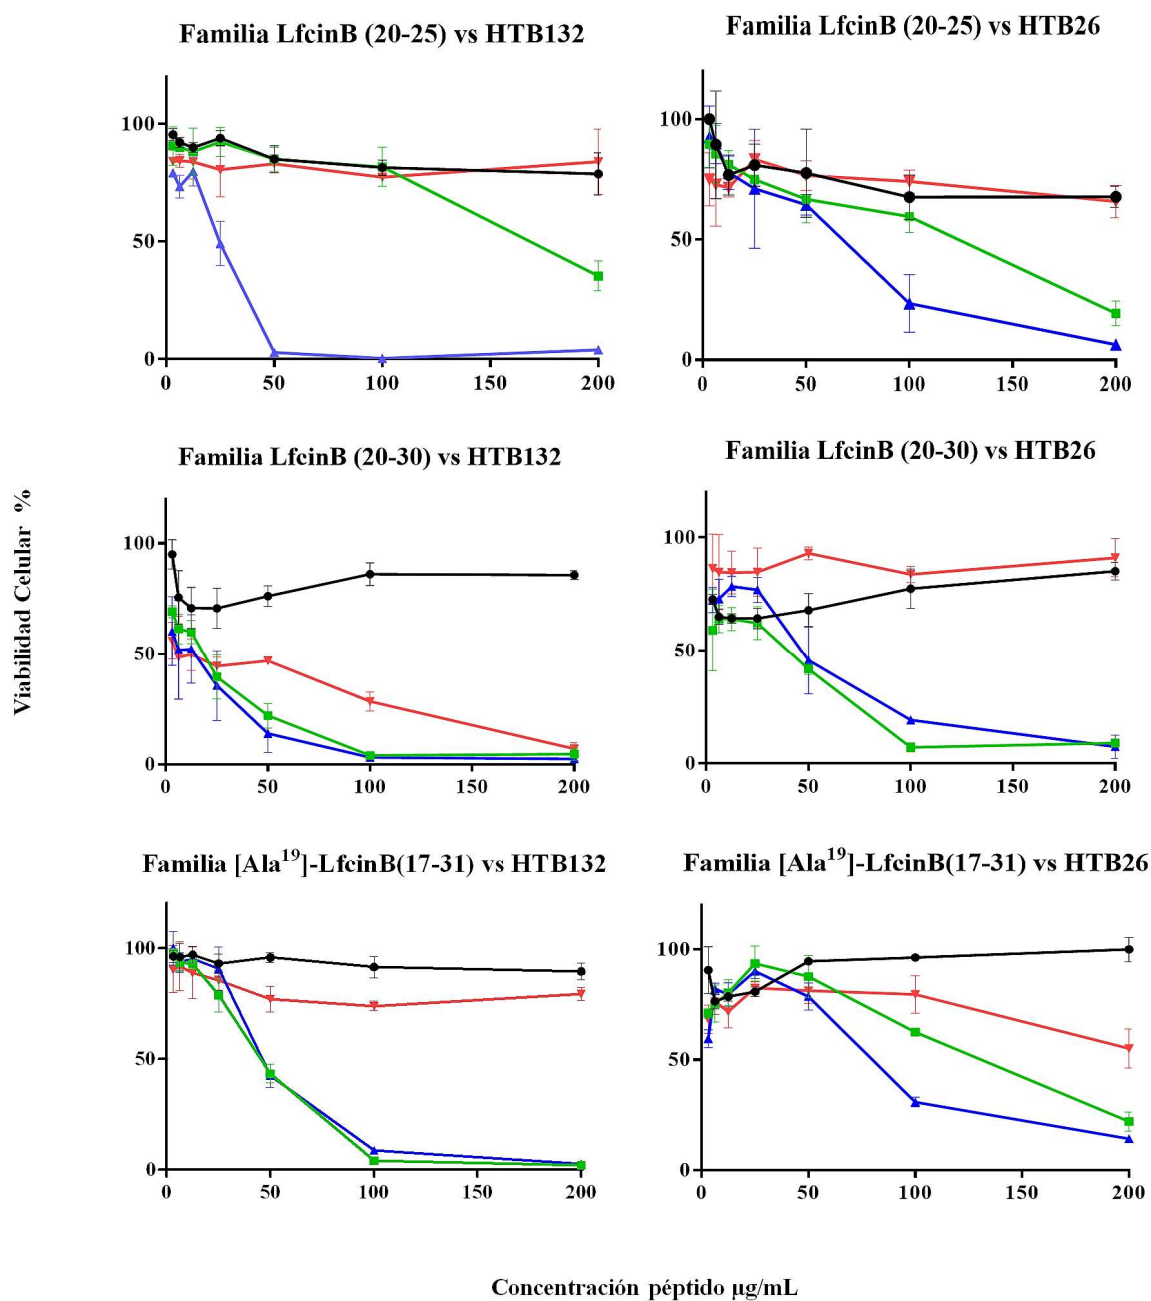 Familia LfcinB (20-25) vs HTB132
100
50
0
0 50 100 150 200
Familia LfcinB (20-25) vs HTB26
100
50
0
0 50 100 150 200
Familia LfcinB (20-30) vs HTB132
100
50
0
0 50 100 150 200
Familia LfcinB (20-30) vs HTB26
100
50
0
0 50 100 150 200
Viabilidad Celular %
Familia [Ala¹⁹]-LfcinB(17-31) vs HTB132
100
50
0
0 50 100 150 200
Familia [Ala¹⁹]-LfcinB(17-31) vs HTB26
100
50
0
0 50 100 150 200
Concentración péptido µg/mL